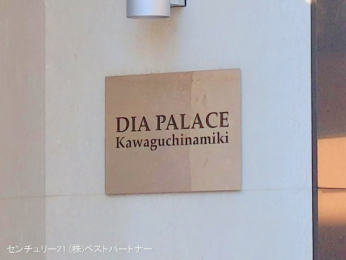 DIA PALACE
Kawaguchinamiki
センチュリー21 (株)ベストパートナー